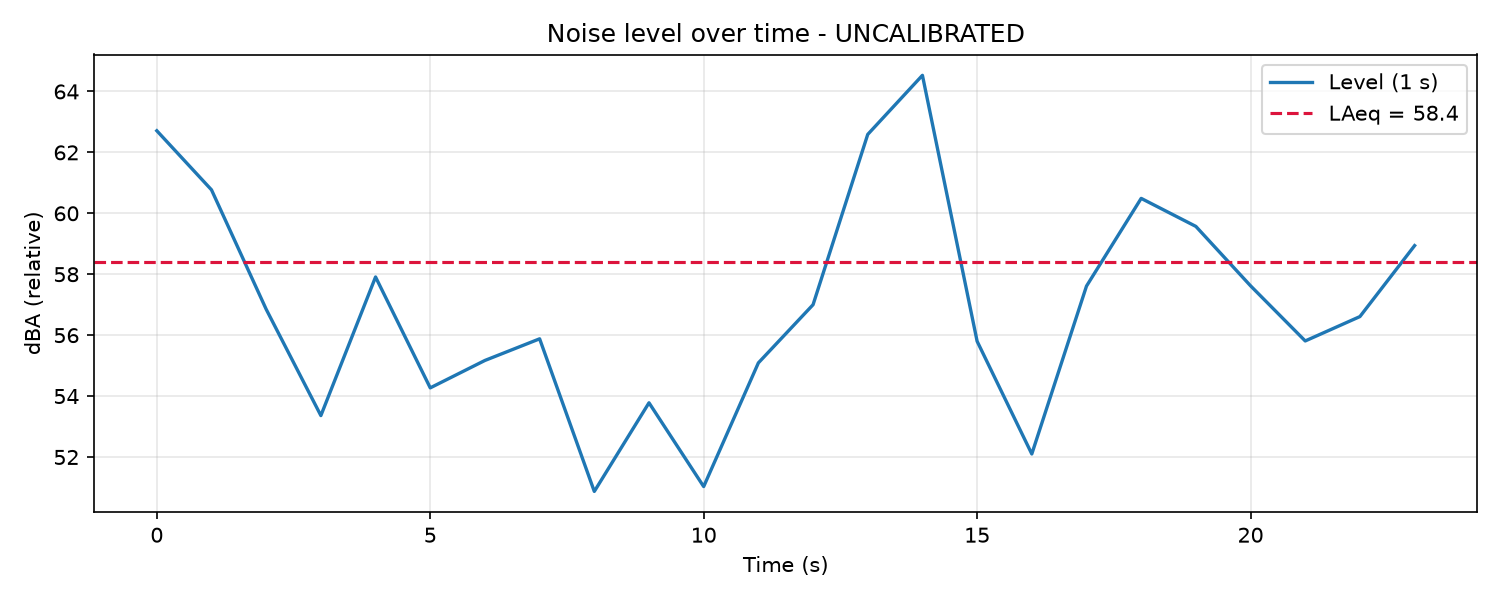 Noise level over time - UNCALIBRATED
Level (1 s)
LAeq = 58.4
dBA (relative)
64
62
60
58
56
54
52
0
5
10
15
20
Time (s)